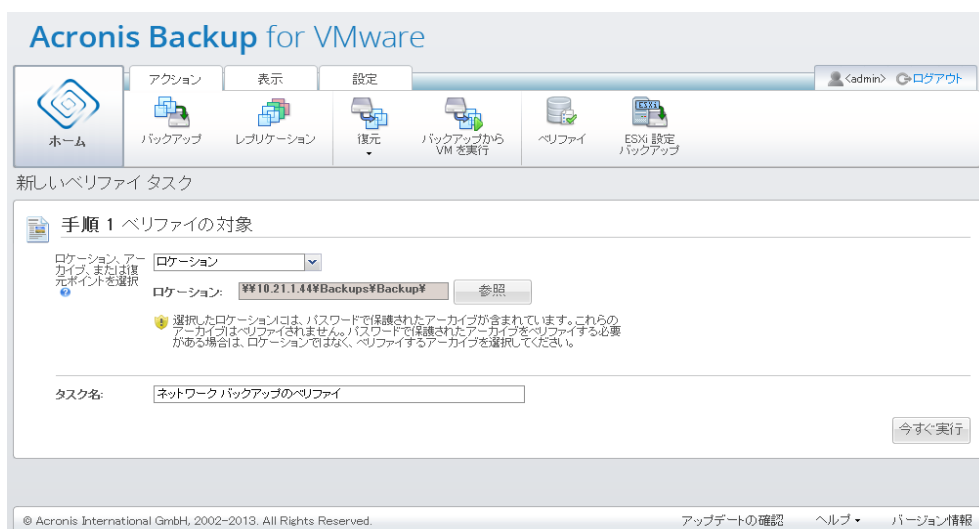 Acronis Backup for VMware
アクション 表示 設定 <admin> ログアウト
ホーム
バックアップ レプリケーション 復元 バックアップから
VM を実行 ベリファイ ESXi 設定
バックアップ
ESXi
新しいベリファイ タスク
手順 1 ベリファイの対象
ロケーション、アー
カイブ、または復
元ポイントを選択
ロケーション
ロケーション: ¥¥10.21.1.44¥Backups¥Backup¥ 参照
選択したロケーションには、パスワードで保護されたアーカイブが含まれています。これらの
アーカイブはベリファイされません。パスワードで保護されたアーカイブをベリファイする必要
がある場合は、ロケーションではなく、ベリファイするアーカイブを選択してください。
タスク名: ネットワーク バックアップのベリファイ
今すぐ実行
© Acronis International GmbH, 2002-2013. All Rights Reserved. アップデートの確認 ヘルプ バージョン情報